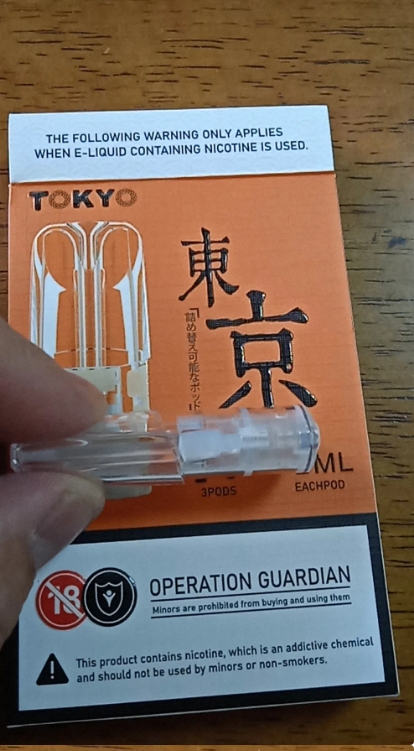 THE FOLLOWING WARNING ONLY APPLIES
WHEN E-LIQUID CONTAINING NICOTINE IS USED.
TOKYO
東京
「詰め替え可能なポッド
ML
3PODS
EACHPOD
18
OPERATION GUARDIAN
Minors are prohibited from buying and using them
This product contains nicotine, which is an addictive chemical
and should not be used by minors or non-smokers.